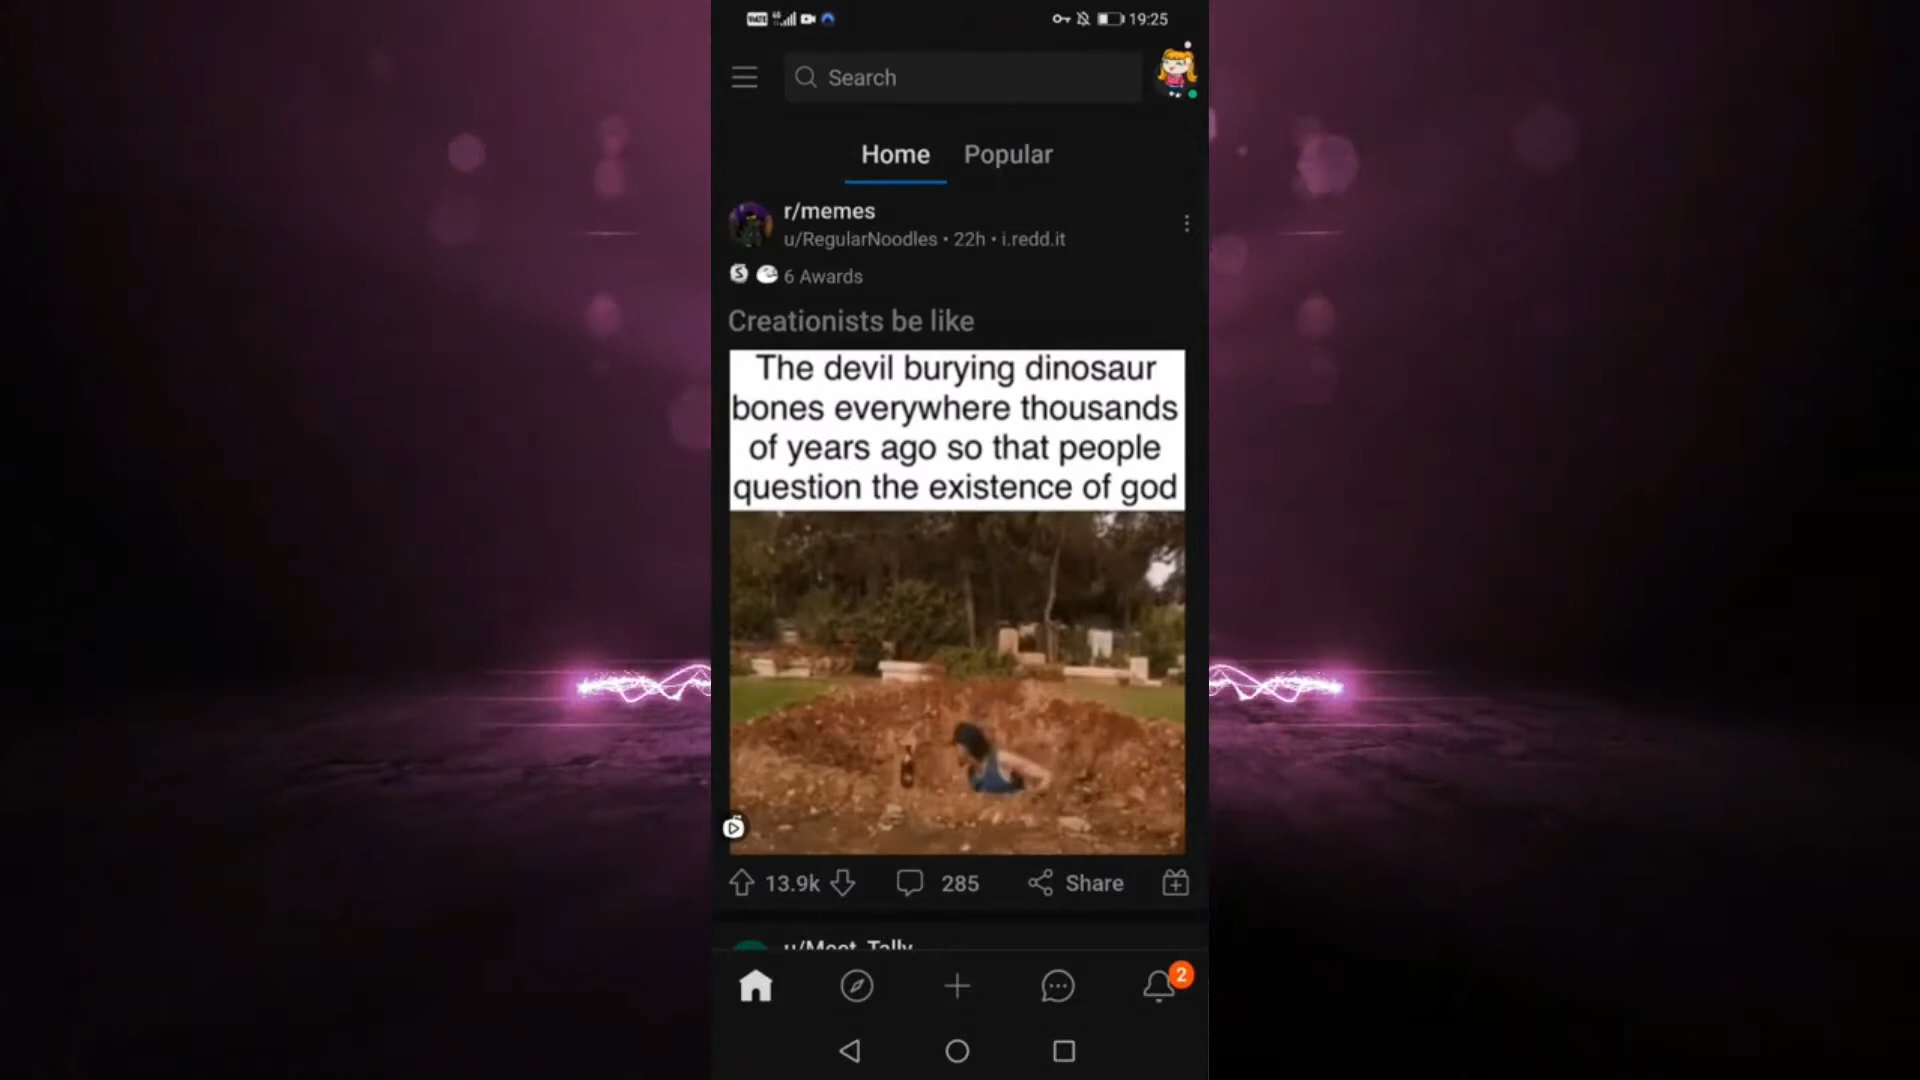 19:25
Search
Home Popular
r/memes
u/RegularNoodles • 22h • i.redd.it
6 Awards
Creationists be like
The devil burying dinosaur
bones everywhere thousands
of years ago so that people
question the existence of god
13.9k 285 Share
u/Meet_Tally
2